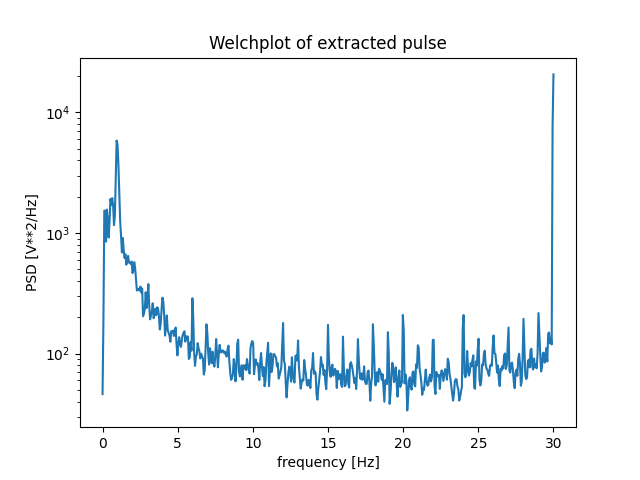 Welchplot of extracted pulse
PSD [V**2/Hz]
10^4
10^3
10^2
0 5 10 15 20 25 30
frequency [Hz]